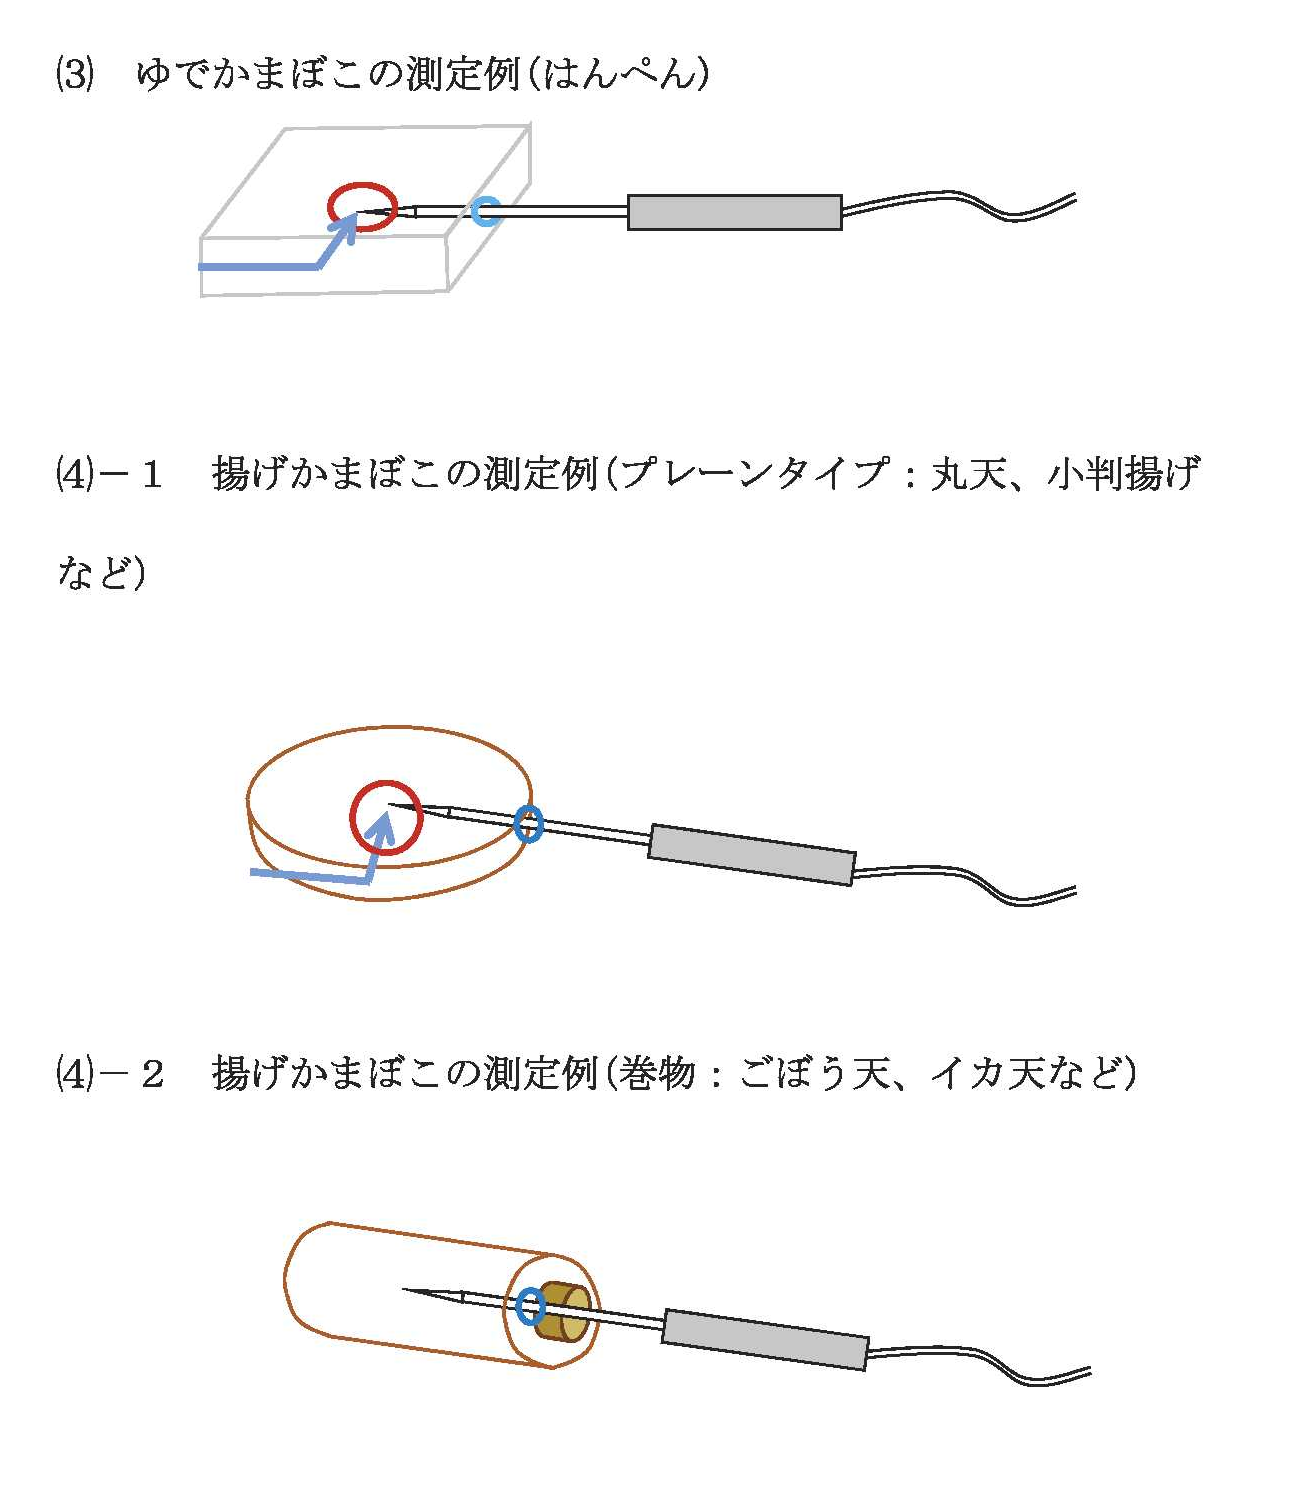 ⑶　ゆでかまぼこの測定例(はんぺん)
⑷－１　揚げかまぼこの測定例(プレーンタイプ：丸天、小判揚げ
など)
⑷－２　揚げかまぼこの測定例(巻物：ごぼう天、イカ天など)